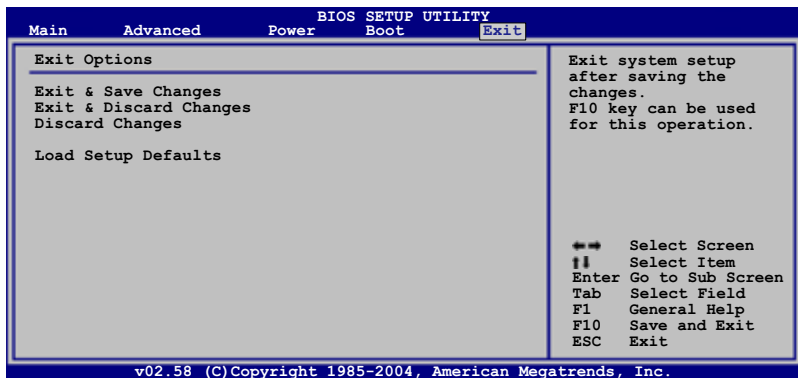 BIOS SETUP UTILITY
Main Advanced Power Boot Exit
Exit Options
Exit & Save Changes
Exit & Discard Changes
Discard Changes
Load Setup Defaults
Exit system setup
after saving the
changes.
F10 key can be used
for this operation.
←→ Select Screen
↑↓ Select Item
Enter Go to Sub Screen
Tab Select Field
F1 General Help
F10 Save and Exit
ESC Exit
v02.58 (C)Copyright 1985-2004, American Megatrends, Inc.